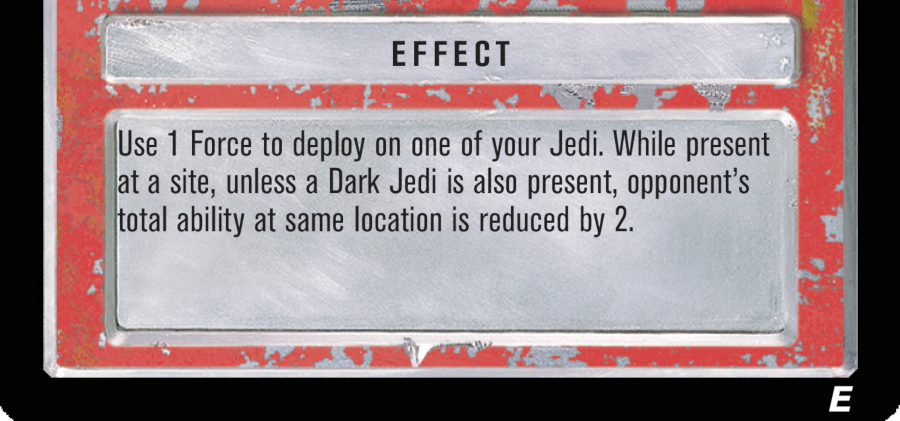 EFFECT
Use 1 Force to deploy on one of your Jedi. While present
at a site, unless a Dark Jedi is also present, opponent's
total ability at same location is reduced by 2.
E